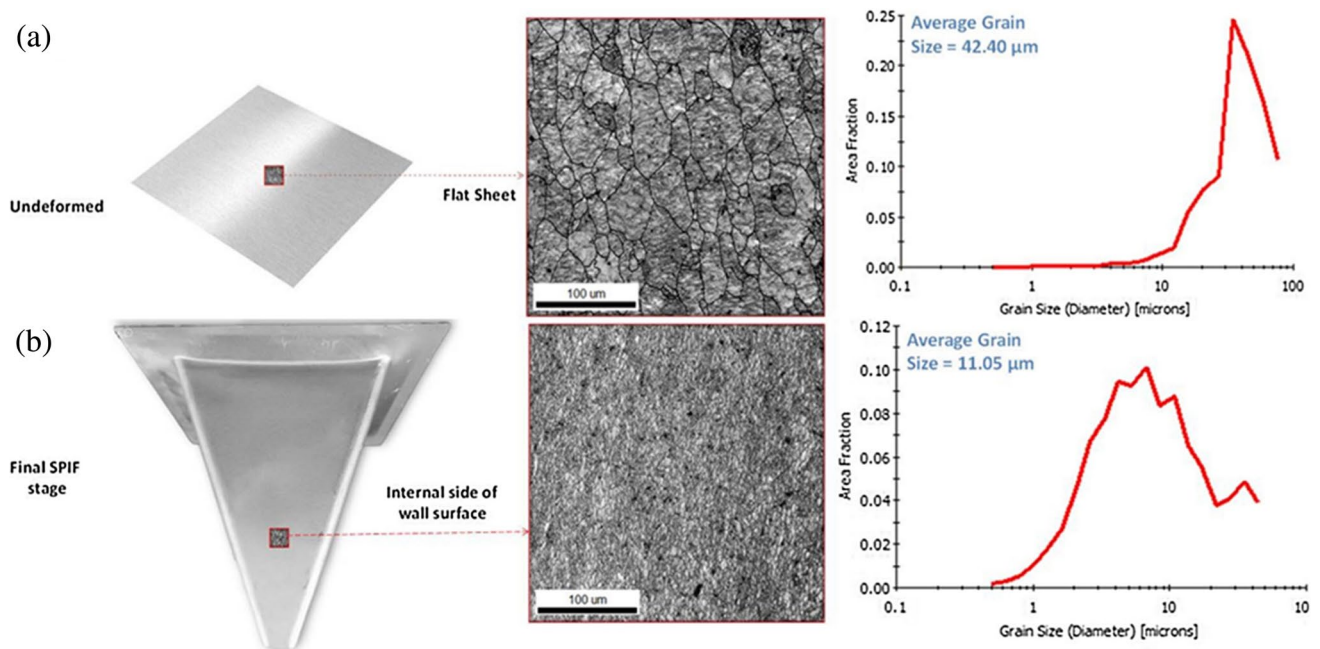 (a)
Undeformed
Flat Sheet
100 um
Average Grain
Size = 42.40 µm
Area Fraction
0.25
0.20
0.15
0.10
0.05
0.00
0.1
1
10
100
Grain Size (Diameter) [microns]
(b)
Final SPIF
stage
Internal side of
wall surface
100 um
Average Grain
Size = 11.05 µm
Area Fraction
0.12
0.10
0.08
0.06
0.04
0.02
0.00
0.1
1
10
10
Grain Size (Diameter) [microns]